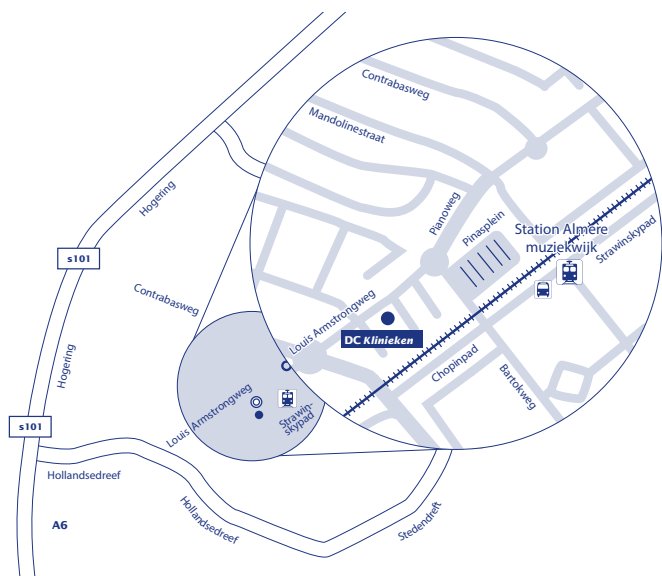 Contrabasweg
Mandolinestraat
Hogering
Pianoweg
Pinasplein
Station Almere
muziekwijk
Strawinskypad
s101
Contrabasweg
Louis Armstrongweg
DC Klinieken
Hogering
Chopinpad
Bartokweg
Louis Armstrongweg
Strawin-
skypad
s101
Hollandsedreef
Hollandsedreef
Stedendreft
A6